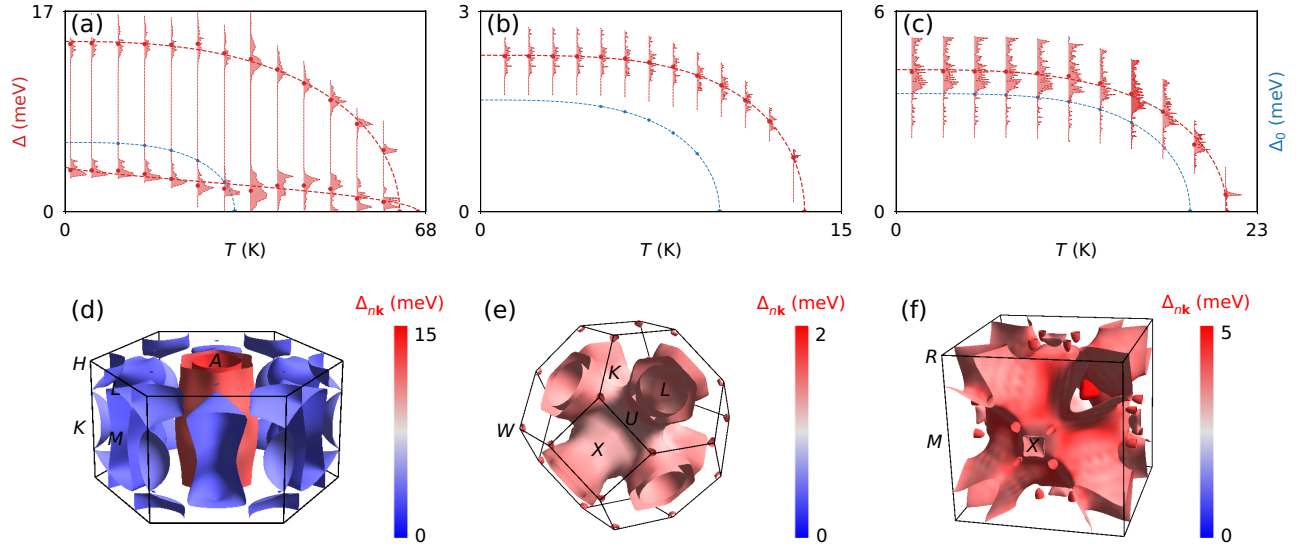 (a)
17
0
Δ (meV)
0
68
T (K)
(b)
3
0
0
15
T (K)
(c)
6
0
0
23
T (K)
Δ₀ (meV)
(d)
Δnk (meV)
15
0
H
A
L
K
M
(e)
Δnk (meV)
2
0
K
L
U
W
X
(f)
Δnk (meV)
5
0
R
M
X